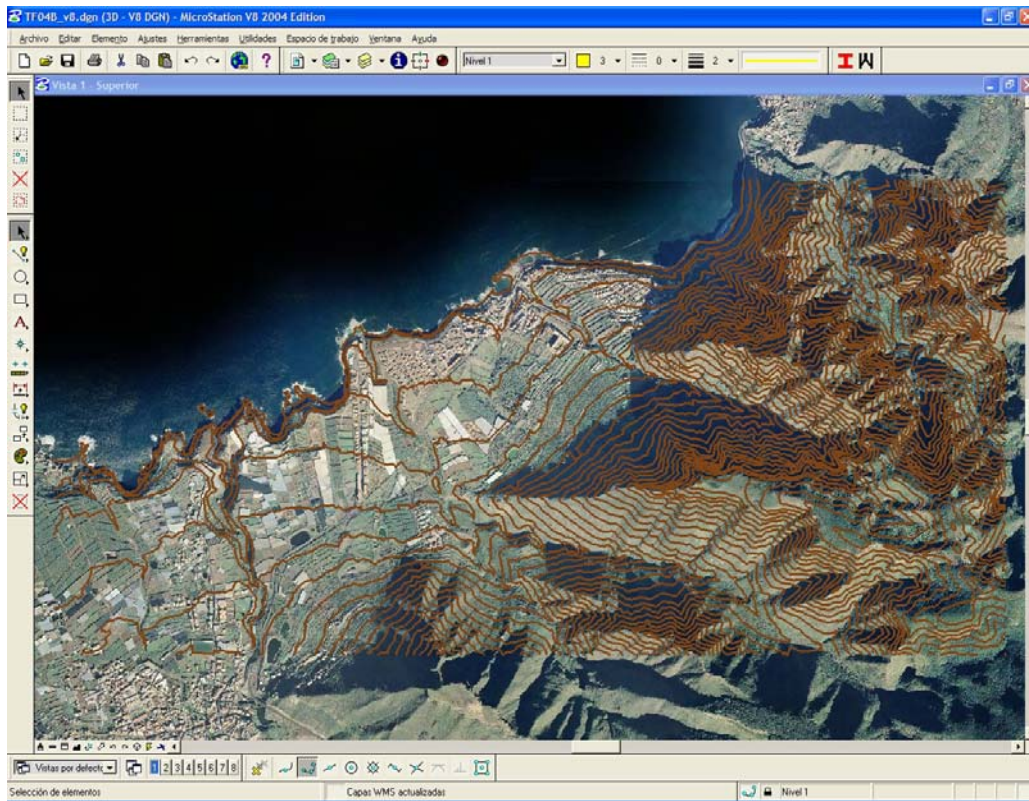 TF04B_v8.dgn (3D - V8 DGN) - MicroStation V8 2004 Edition
Archivo Editar Elemento Ajustes Herramientas Utilidades Espacio de trabajo Ventana Ayuda
Nivel 1 3 0 2
Vista 1 - Superior
Vistas por defecto 1 2 3 4 5 6 7 8
Selección de elementos Capas WMS actualizadas Nivel 1